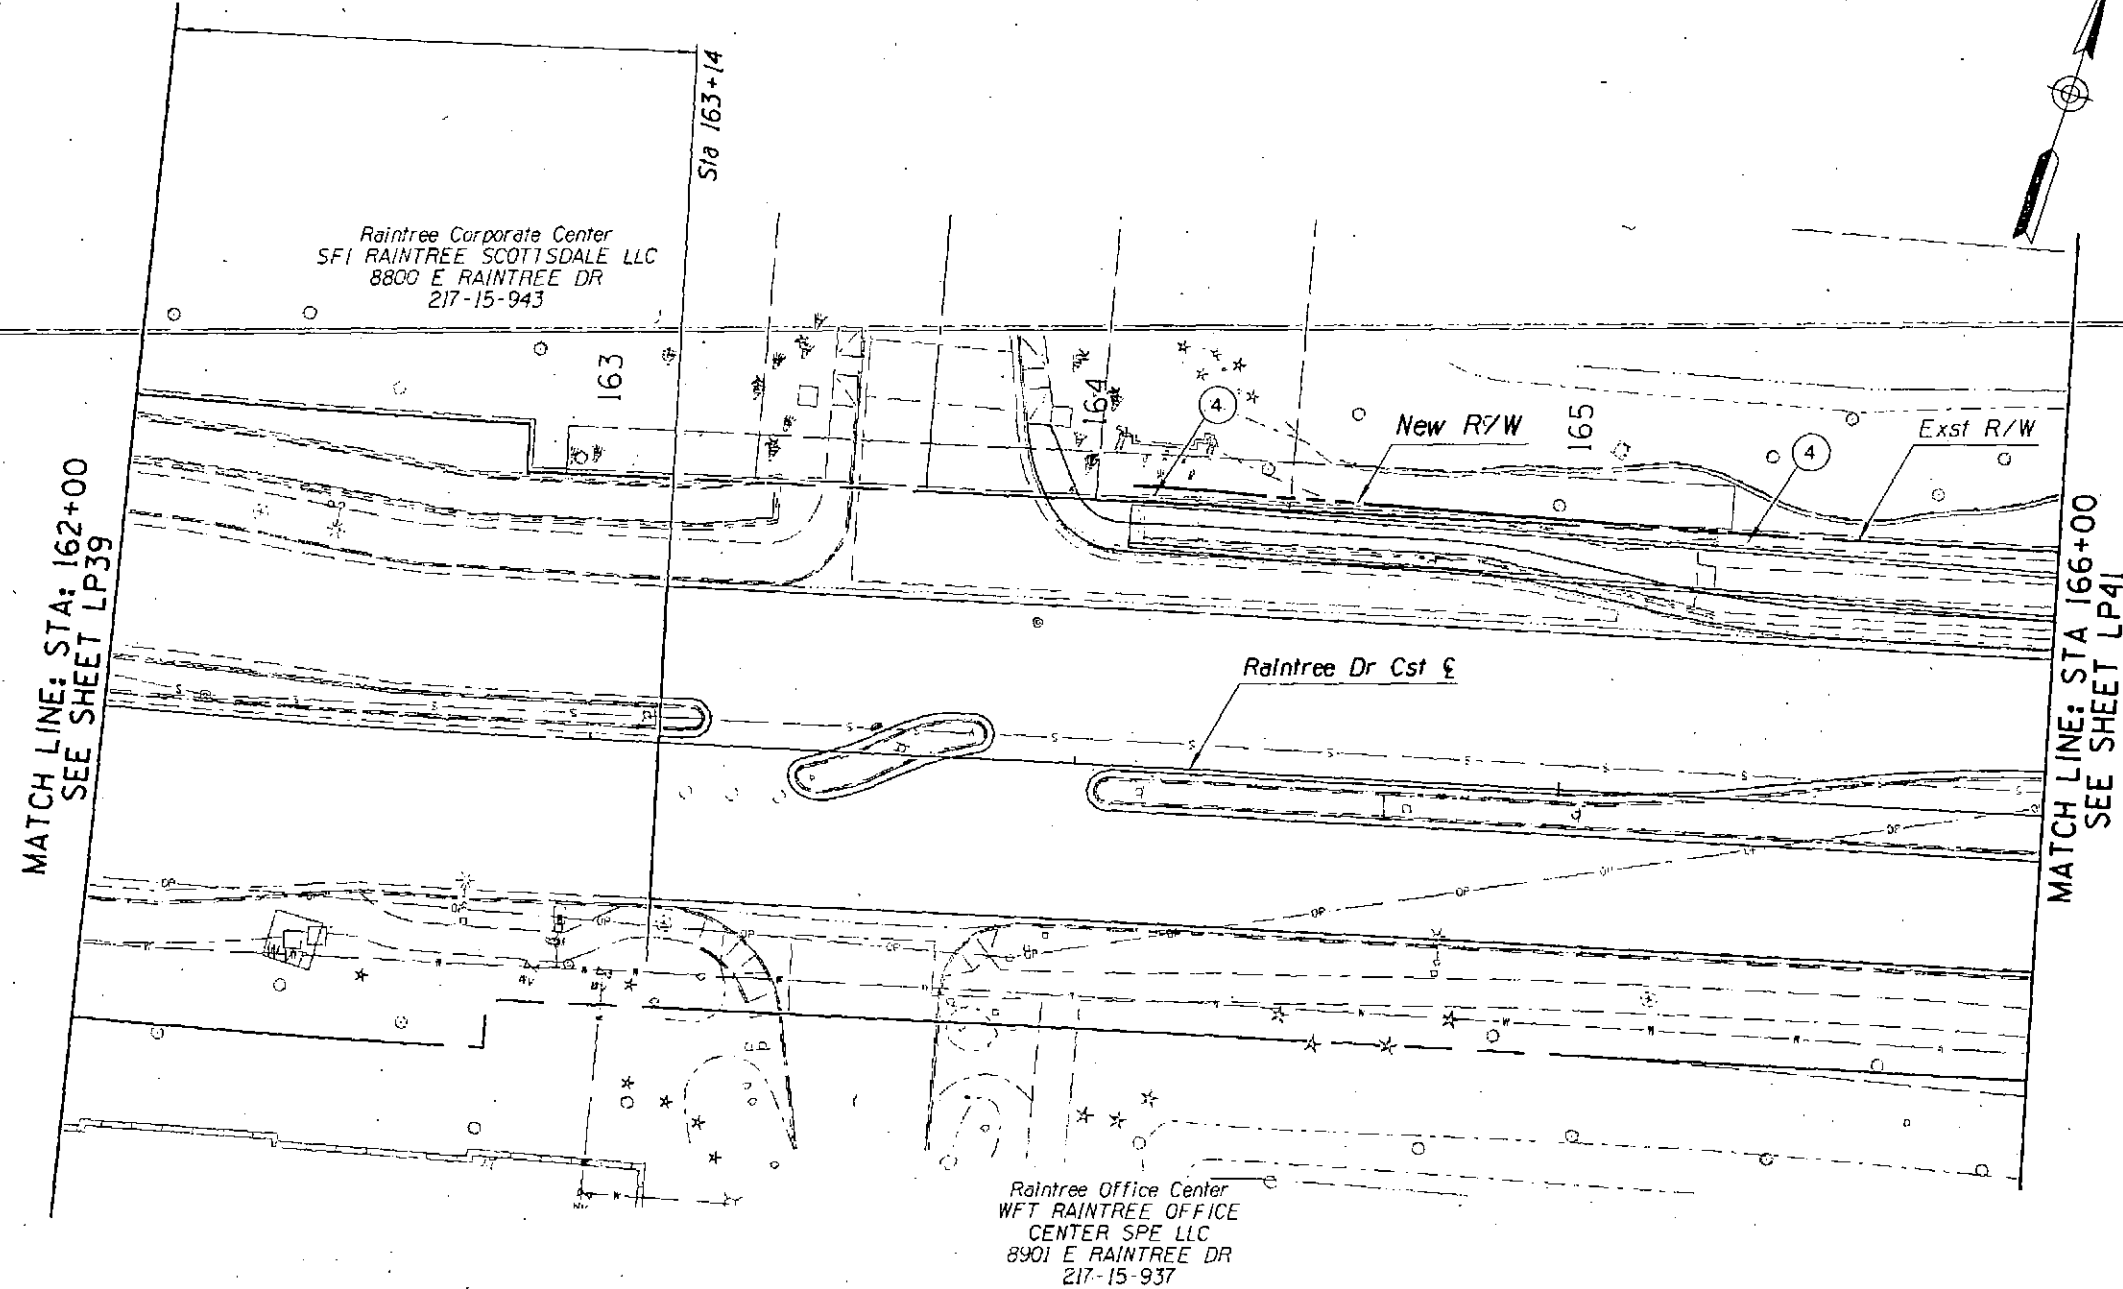 Sta 163+14
Raintree Corporate Center
SFI RAINTREE SCOTTSDALE LLC
8800 E RAINTREE DR
217-15-943
163
164
165
4
New R/W
4
Exst R/W
MATCH LINE: STA: 162+00
SEE SHEET LP39
MATCH LINE: STA 166+00
SEE SHEET LP41
Raintree Dr Cst ℄
Raintree Office Center
WFT RAINTREE OFFICE
CENTER SPE LLC
8901 E RAINTREE DR
217-15-937